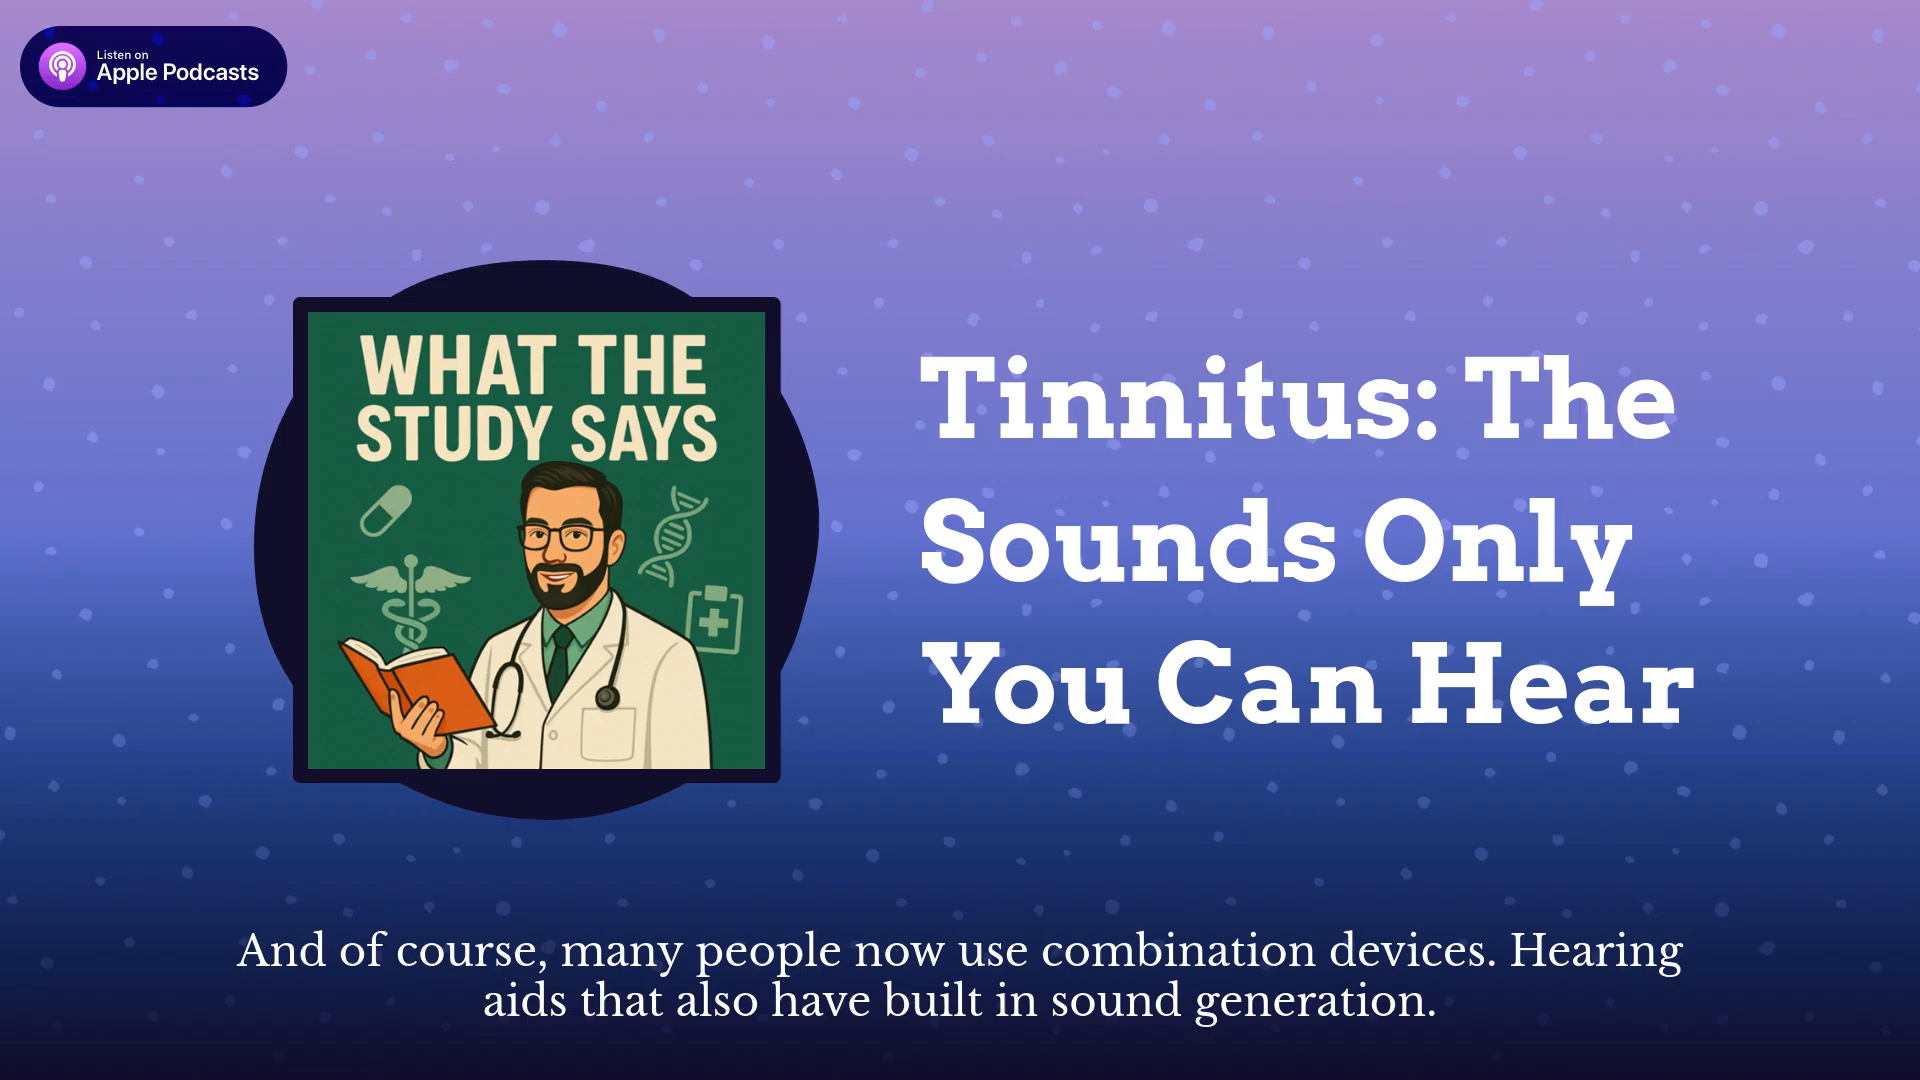 Listen on
Apple Podcasts
WHAT THE
STUDY SAYS
Tinnitus: The
Sounds Only
You Can Hear
And of course, many people now use combination devices. Hearing
aids that also have built in sound generation.